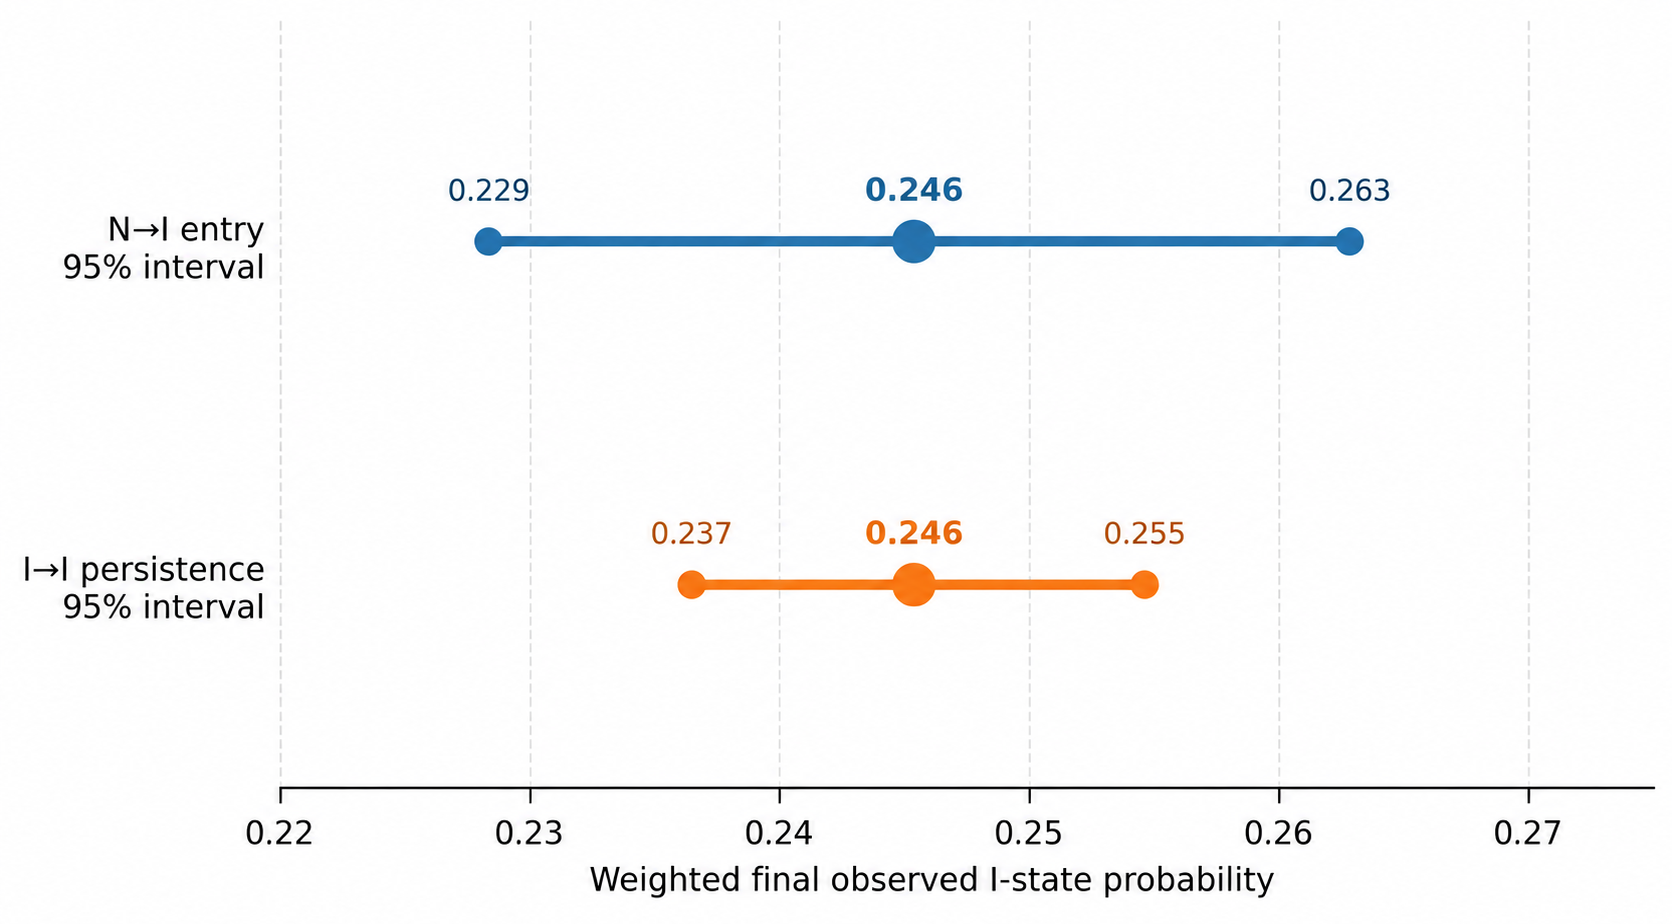 0.229 0.246 0.263
N→I entry
95% interval
0.237 0.246 0.255
I→I persistence
95% interval
0.22 0.23 0.24 0.25 0.26 0.27
Weighted final observed I-state probability